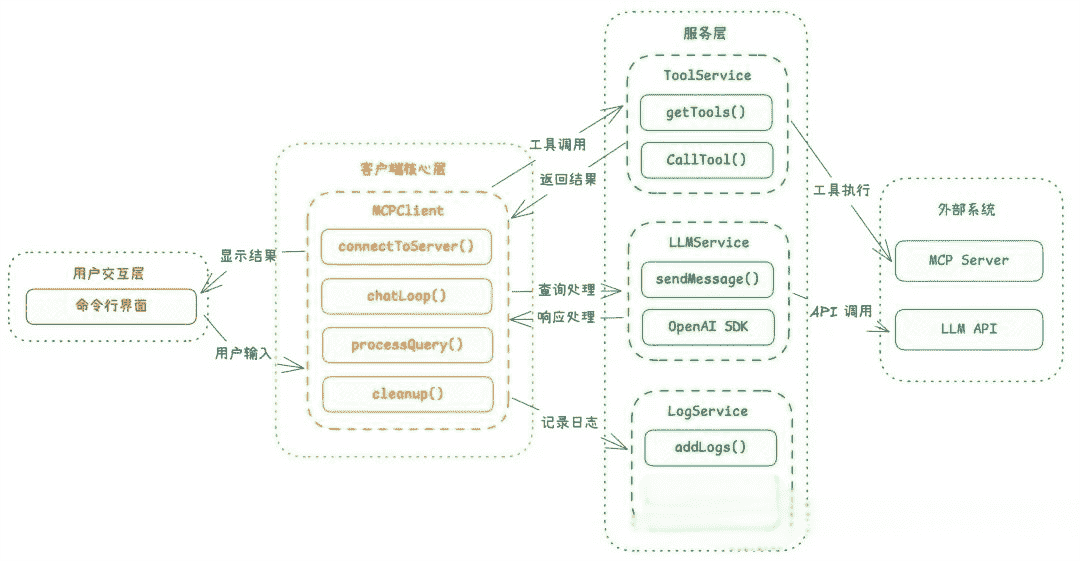 服务层
ToolService
getTools()
CallTool()
工具调用
返回结果
客户端核心层
MCPClient
connectToServer()
chatLoop()
processQuery()
cleanup()
显示结果
用户交互层
命令行界面
用户输入
查询处理
响应处理
LLMService
sendMessage()
OpenAI SDK
记录日志
LogService
addLogs()
工具执行
API 调用
外部系统
MCP Server
LLM API